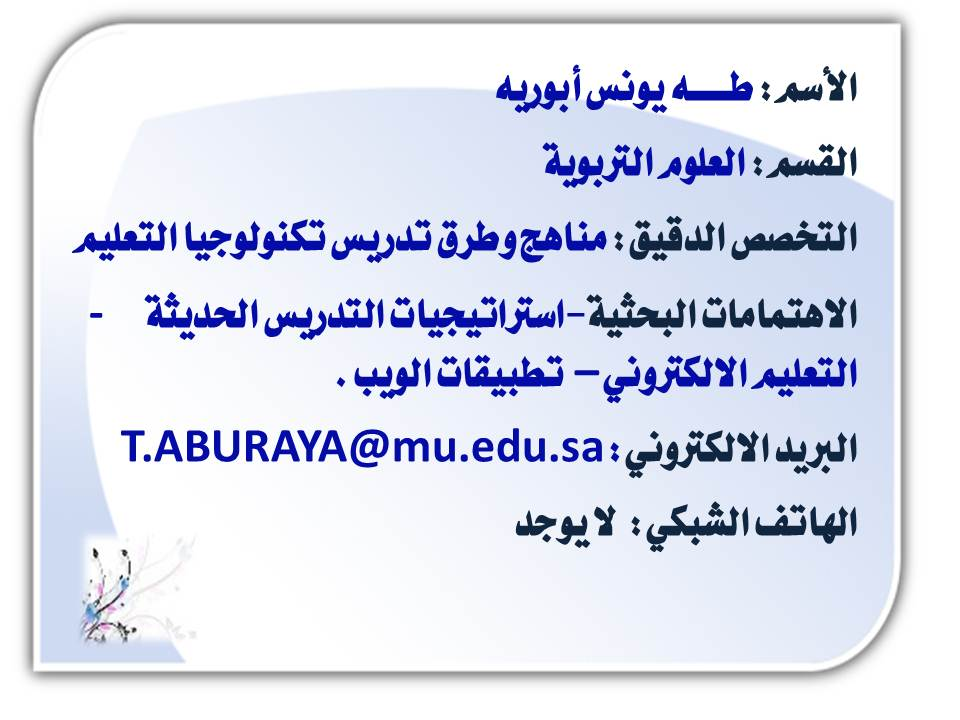 الأسم : طـــه يونس أبوريه
القسم : العلوم التربوية
التخصص الدقيق : مناهج وطرق تدريس تكنولوجيا التعليم
الاهتمامات البحثية -استراتيجيات التدريس الحديثة -
التعليم الالكتروني – تطبيقات الويب .
البريد الالكتروني : T.ABURAYA@mu.edu.sa
الهاتف الشبكي : لا يوجد